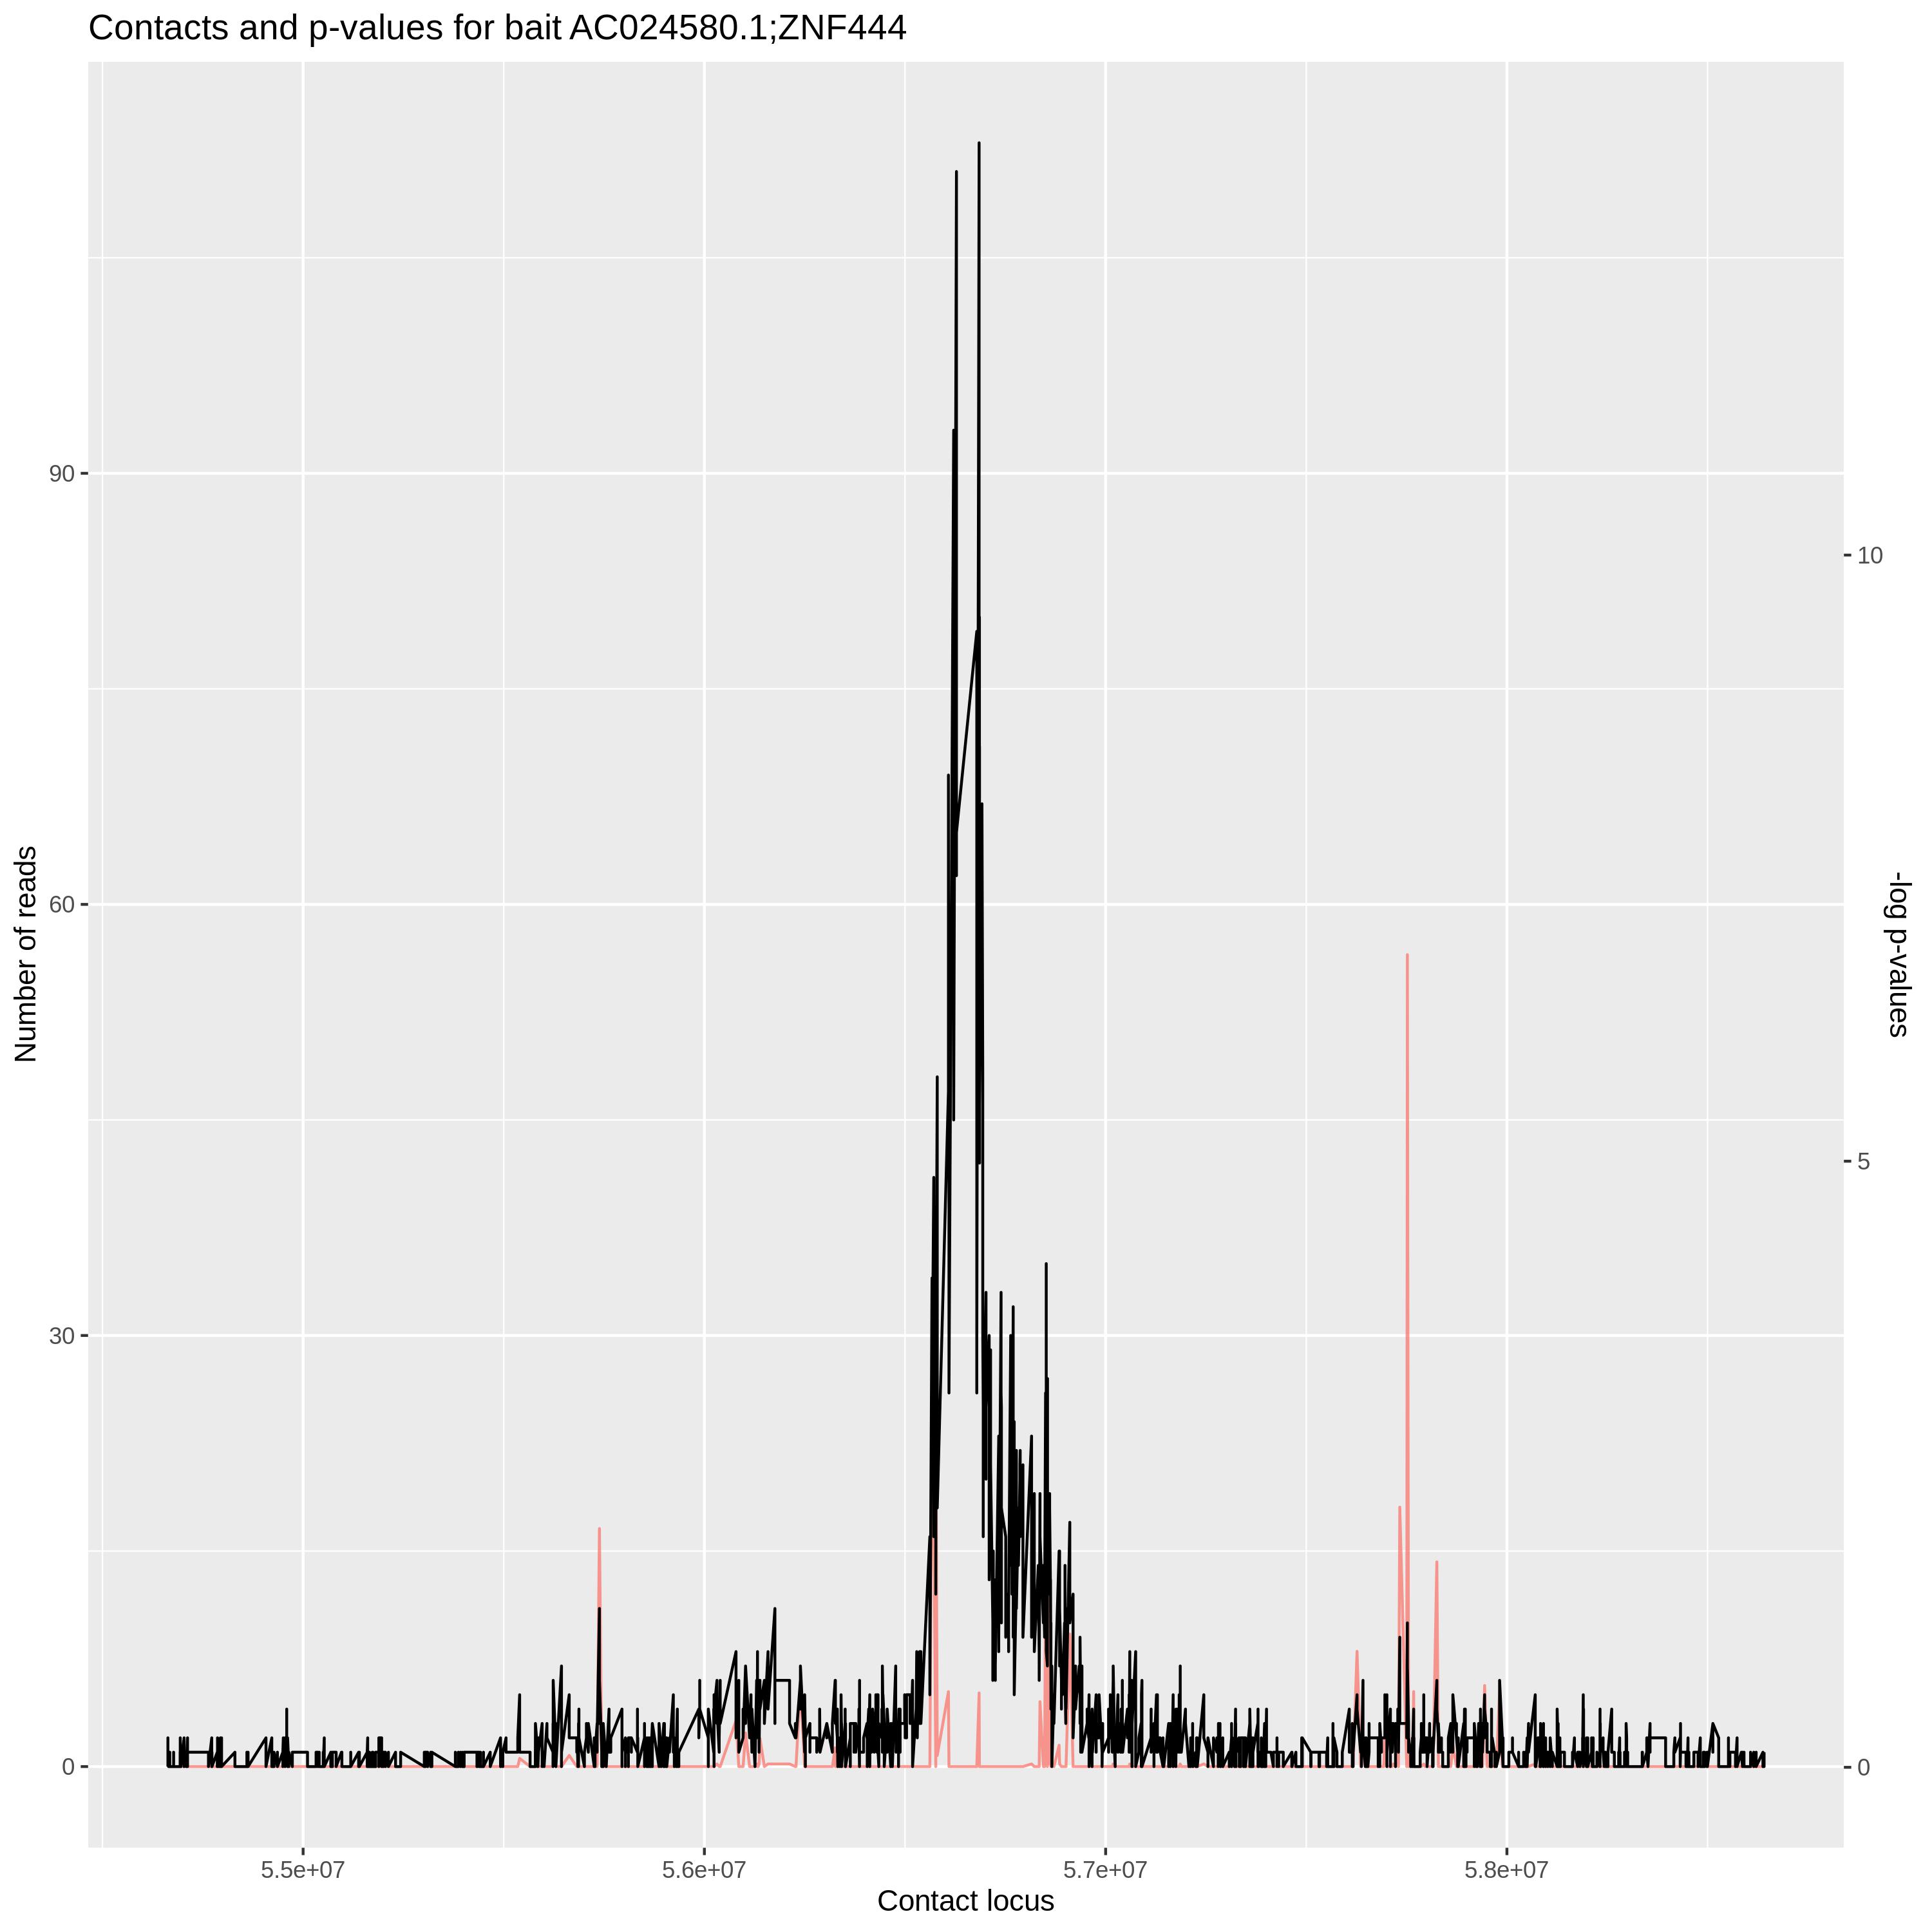 Contacts and p-values for bait AC024580.1;ZNF444
90
60
30
0
Number of reads
10
5
0
-log p-values
5.5e+07
5.6e+07
5.7e+07
5.8e+07
Contact locus